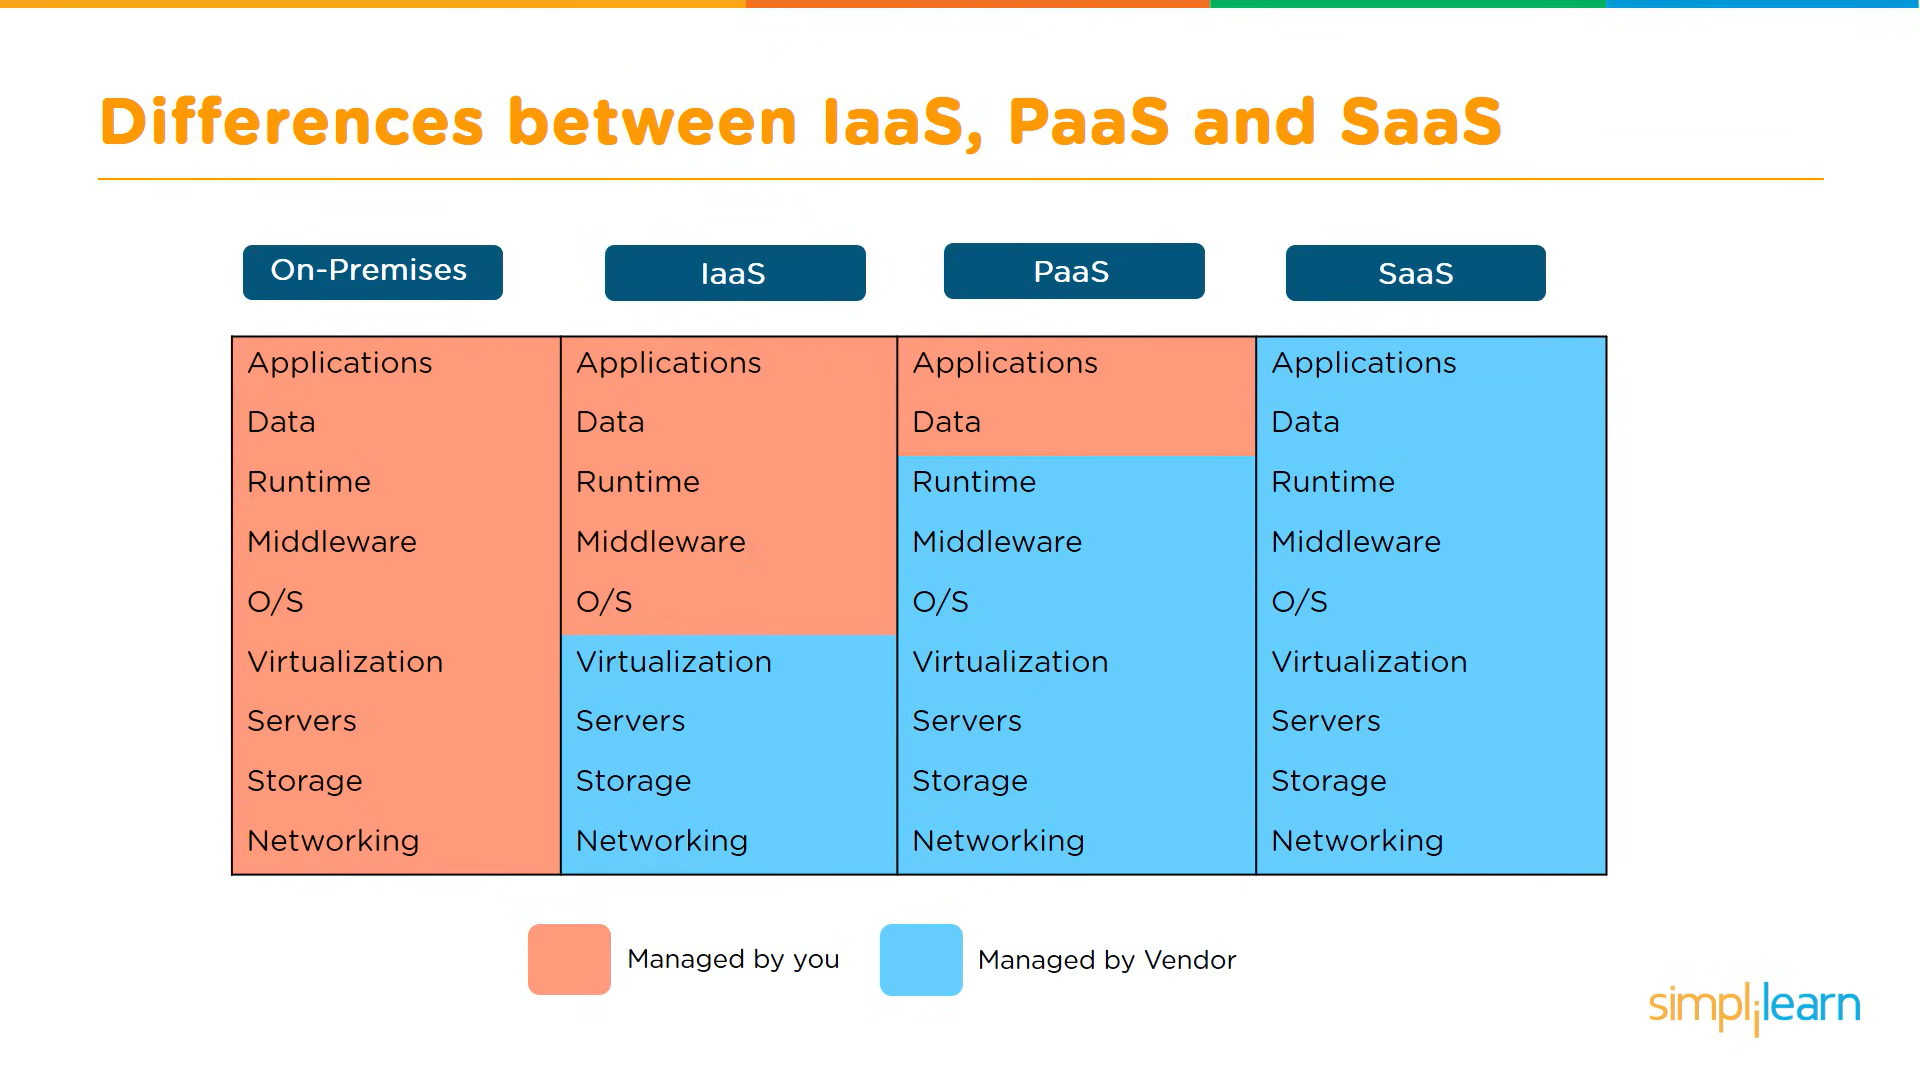 Differences between IaaS, PaaS and SaaS
On-Premises IaaS PaaS SaaS
Applications Applications Applications Applications
Data Data Data Data
Runtime Runtime Runtime Runtime
Middleware Middleware Middleware Middleware
O/S O/S O/S O/S
Virtualization Virtualization Virtualization Virtualization
Servers Servers Servers Servers
Storage Storage Storage Storage
Networking Networking Networking Networking
Managed by you Managed by Vendor
simplilearn